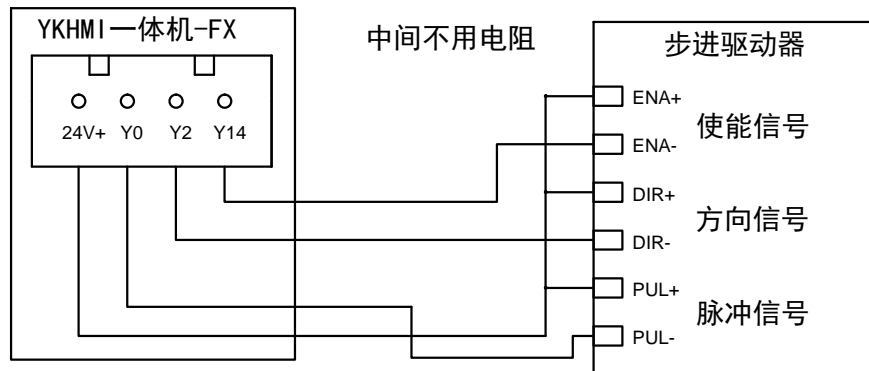 YKHMI一体机-FX
中间不用电阻
步进驱动器
24V+ Y0 Y2 Y14
ENA+
使能信号
ENA-
DIR+
方向信号
DIR-
PUL+
脉冲信号
PUL-